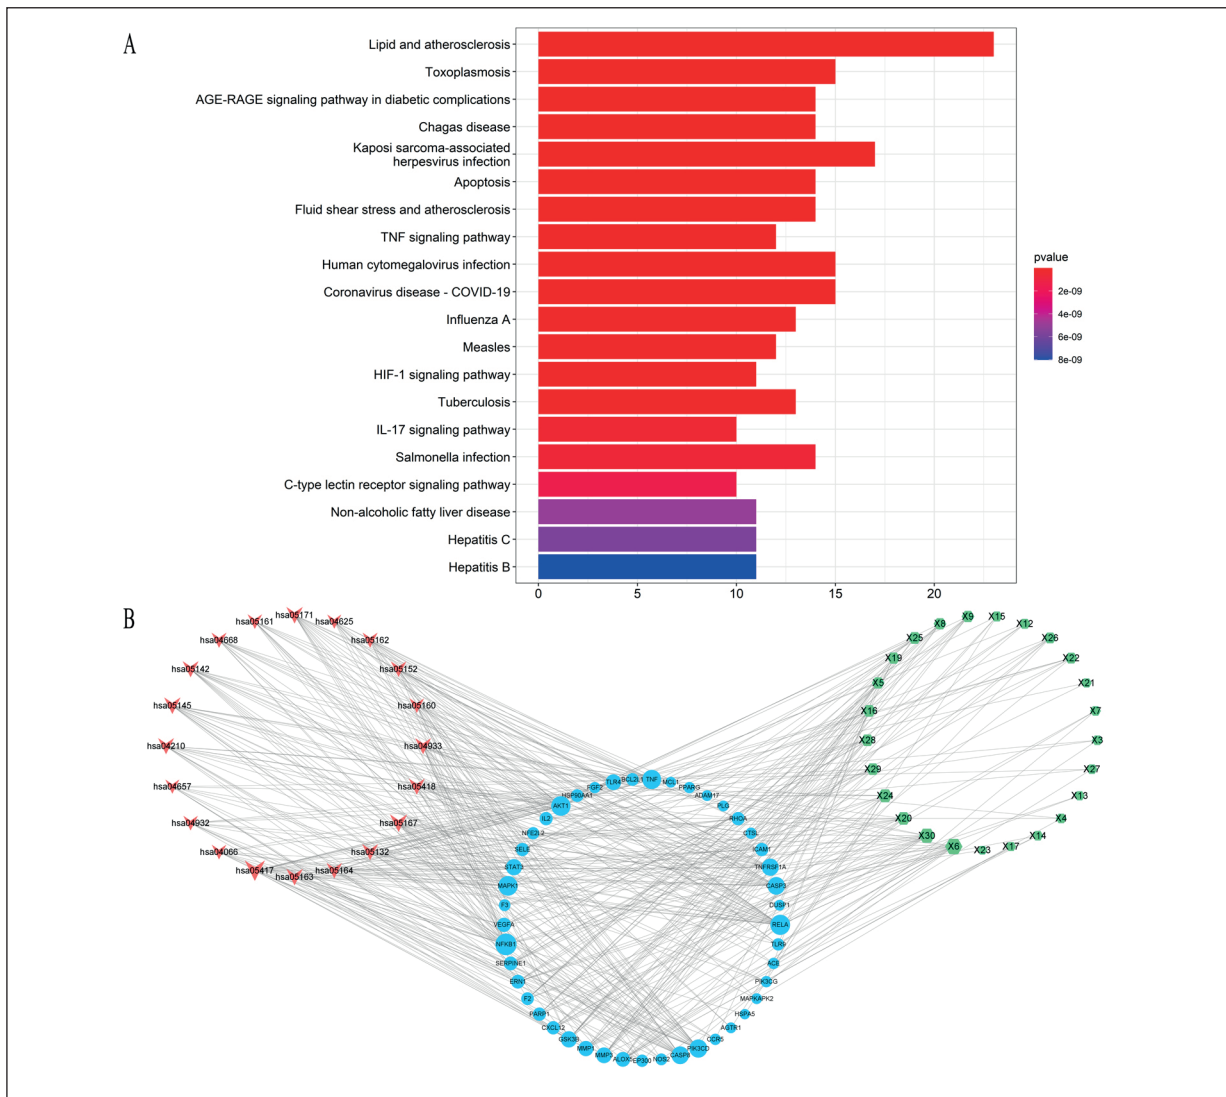 A
Lipid and atherosclerosis
Toxoplasmosis
AGE-RAGE signaling pathway in diabetic complications
Chagas disease
Kaposi sarcoma-associated
herpesvirus infection
Apoptosis
Fluid shear stress and atherosclerosis
TNF signaling pathway
Human cytomegalovirus infection
Coronavirus disease - COVID-19
Influenza A
Measles
HIF-1 signaling pathway
Tuberculosis
IL-17 signaling pathway
Salmonella infection
C-type lectin receptor signaling pathway
Non-alcoholic fatty liver disease
Hepatitis C
Hepatitis B
0 5 10 15 20
pvalue
2e-09
4e-09
6e-09
8e-09
B
hsa05171
hsa05161
hsa04625
hsa04668
hsa05162
hsa05142
hsa05152
hsa05145
hsa05160
hsa04210
hsa04933
hsa04657
hsa05418
hsa04932
hsa05167
hsa04066
hsa05132
hsa05417
hsa05163
hsa05164
X9
X15
X8
X12
X25
X26
X19
X22
X5
X21
X16
X7
X28
X3
X29
X27
X24
X13
X20
X4
X30
X14
X6
X23
X17
TNF
BCL2L1
MCL1
TLR4
PPARG
FGF2
ADAM17
HSP90AA1
PLG
AKT1
RHOA
IL2
CTSL
NFE2L2
ICAM1
SELE
TNFRSF1A
STAT3
CASP3
MAPK1
DUSP1
F3
RELA
VEGFA
TLR9
NFKB1
ACE
SERPINE1
PIK3CG
ERN1
MAPKAPK2
F2
HSPA5
PARP1
AGTR1
CXCL12
CCR5
GSK3B
PIK3CD
MMP1
CASP8
MMP3
NOS2
ALOX5
EP300